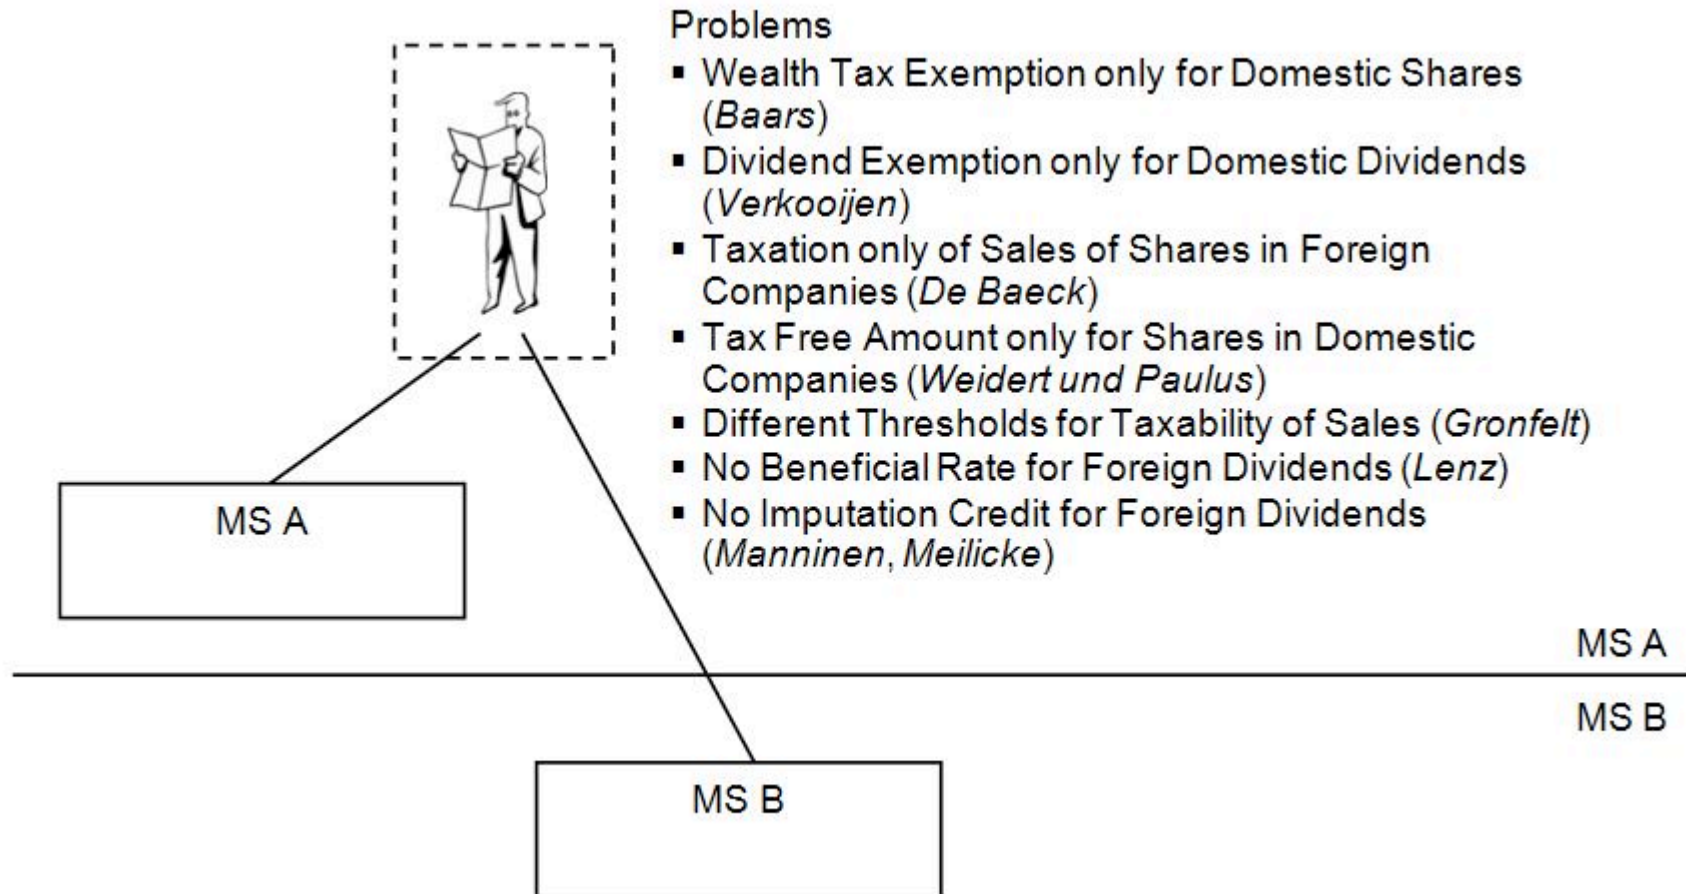 Problems
▪ Wealth Tax Exemption only for Domestic Shares
(Baars)
▪ Dividend Exemption only for Domestic Dividends
(Verkooijen)
▪ Taxation only of Sales of Shares in Foreign
Companies (De Baeck)
▪ Tax Free Amount only for Shares in Domestic
Companies (Weidert und Paulus)
▪ Different Thresholds for Taxability of Sales (Gronfelt)
▪ No Beneficial Rate for Foreign Dividends (Lenz)
▪ No Imputation Credit for Foreign Dividends
(Manninen, Meilicke)
MS A
MS A
MS B
MS B